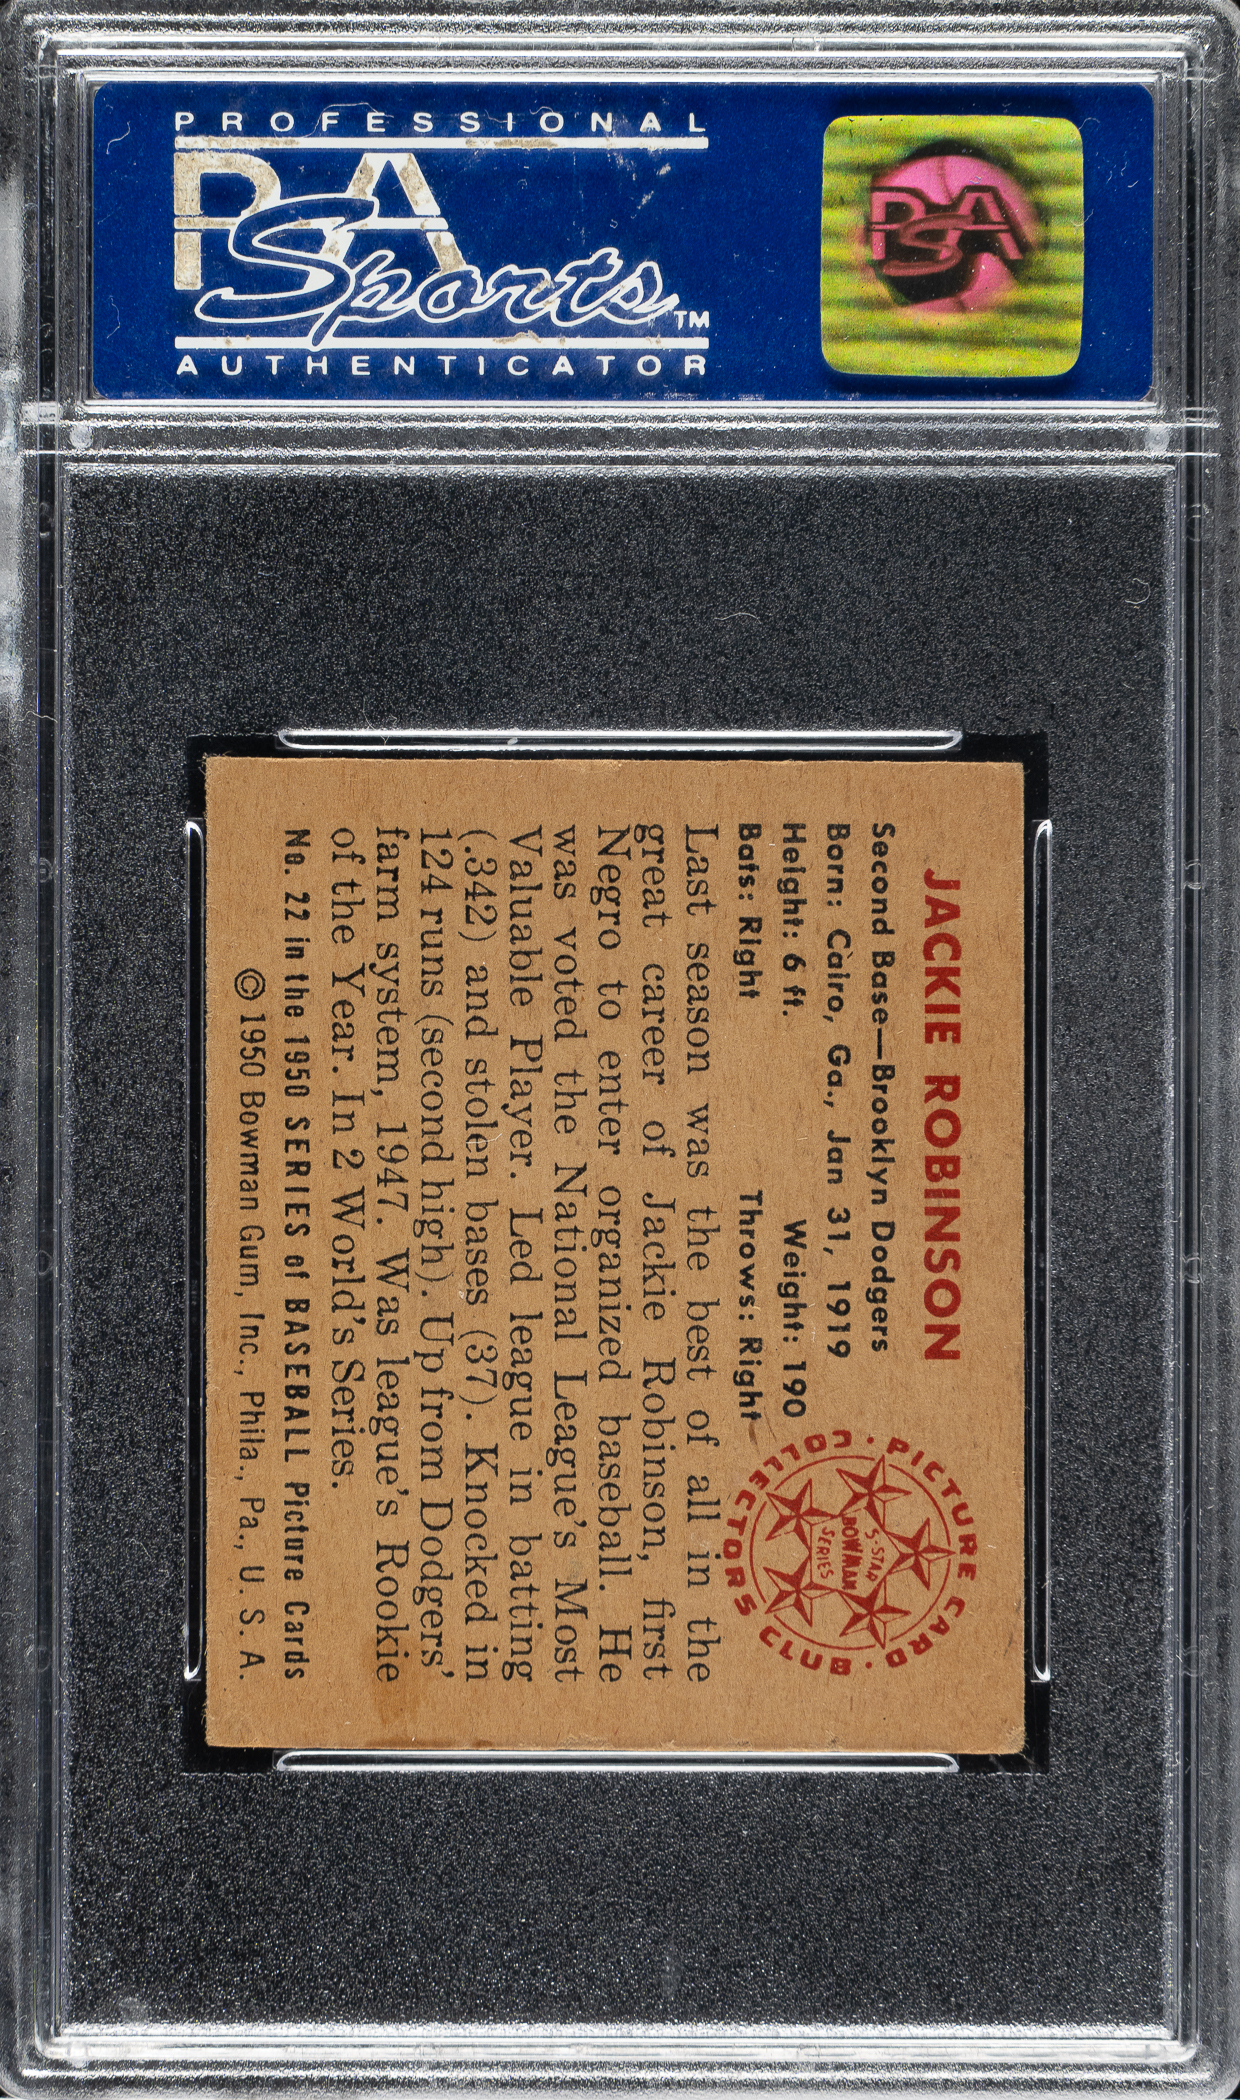 PROFESSIONAL
PSA
Sports™
AUTHENTICATOR
PSA
JACKIE ROBINSON
Second Base—Brooklyn Dodgers
Born: Cairo, Ga., Jan 31, 1919
Height: 6 ft. Weight: 190
Bats: Right Throws: Right
PICTURE CARD · COLLECTORS CLUB ·
5-STAR
BOWMAN
SERIES
Last season was the best of all in the
great career of Jackie Robinson, first
Negro to enter organized baseball. He
was voted the National League's Most
Valuable Player. Led league in batting
(.342) and stolen bases (37). Knocked in
124 runs (second high). Up from Dodgers'
farm system, 1947. Was league's Rookie
of the Year. In 2 World's Series.
No. 22 in the 1950 SERIES of BASEBALL Picture Cards
© 1950 Bowman Gum, Inc., Phila., Pa., U. S. A.